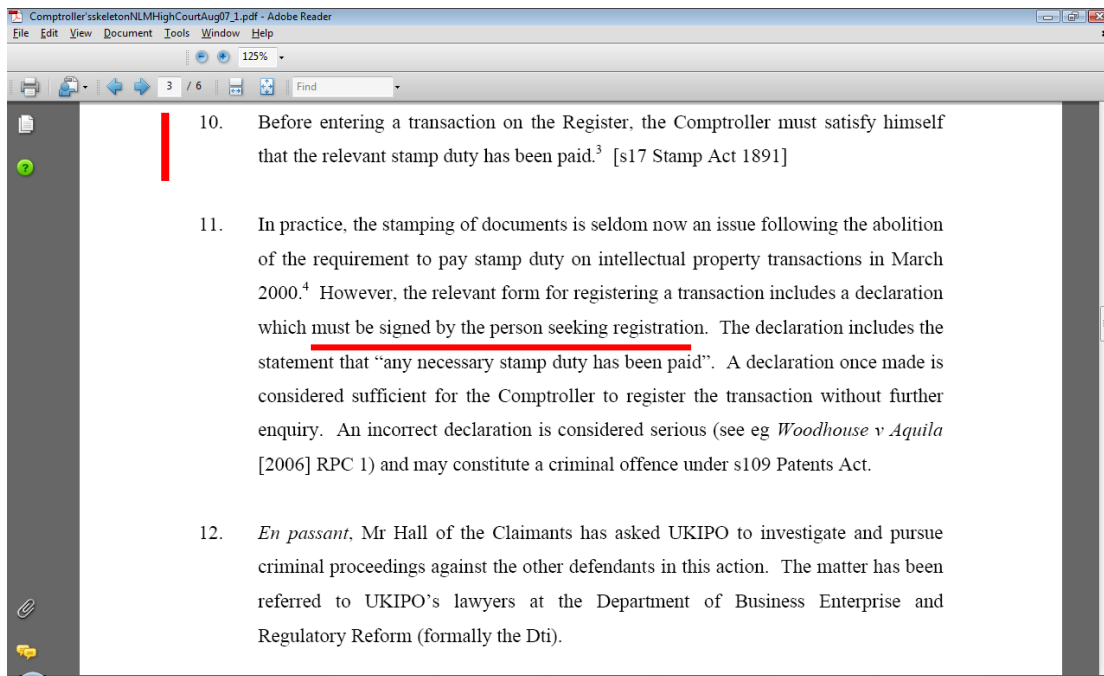 Comptroller'sskeletonNLMHighCourtAug07_1.pdf - Adobe Reader
File Edit View Document Tools Window Help
125%
3 / 6 Find
10. Before entering a transaction on the Register, the Comptroller must satisfy himself
that the relevant stamp duty has been paid.3 [s17 Stamp Act 1891]
11. In practice, the stamping of documents is seldom now an issue following the abolition
of the requirement to pay stamp duty on intellectual property transactions in March
2000.4 However, the relevant form for registering a transaction includes a declaration
which must be signed by the person seeking registration. The declaration includes the
statement that “any necessary stamp duty has been paid”. A declaration once made is
considered sufficient for the Comptroller to register the transaction without further
enquiry. An incorrect declaration is considered serious (see eg Woodhouse v Aquila
[2006] RPC 1) and may constitute a criminal offence under s109 Patents Act.
12. En passant, Mr Hall of the Claimants has asked UKIPO to investigate and pursue
criminal proceedings against the other defendants in this action. The matter has been
referred to UKIPO’s lawyers at the Department of Business Enterprise and
Regulatory Reform (formally the Dti).